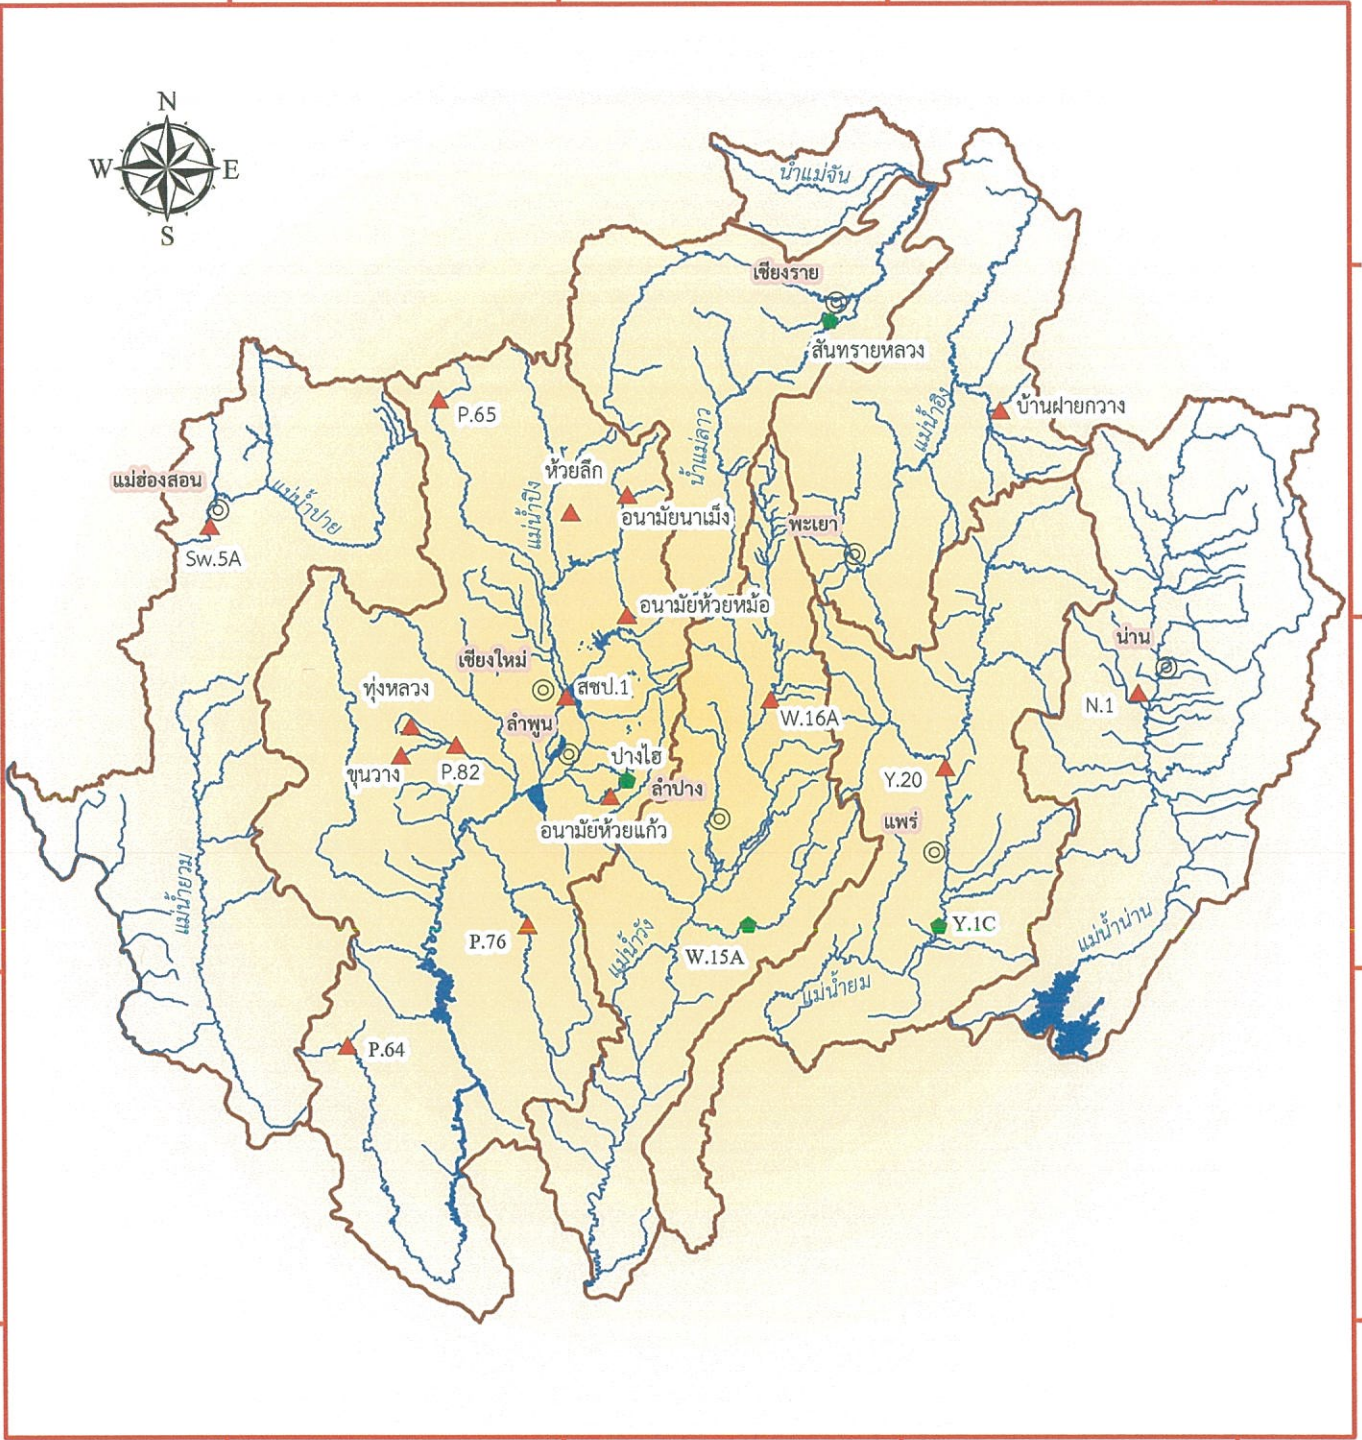 N
W E
S
น้ำแม่จัน
เชียงราย
สันทรายหลวง
P.65
บ้านฝายกวาง
แม่น้ำอิง
น้ำแม่ลาว
ห้วยลึก
แม่ฮ่องสอน
แม่น้ำปาย
แม่น้ำปิง
อนามัยนาเม็ง
พะเยา
Sw.5A
อนามัยห้วยหม้อ
น่าน
เชียงใหม่
ทุ่งหลวง
สชป.1
N.1
W.16A
ลำพูน
ปางไฮ
ขุนวาง
P.82
ลำปาง
Y.20
อนามัยห้วยแก้ว
แพร่
แม่น้ำยวม
P.76
แม่น้ำวัง
W.15A
Y.1C
แม่น้ำน่าน
แม่น้ำยม
P.64